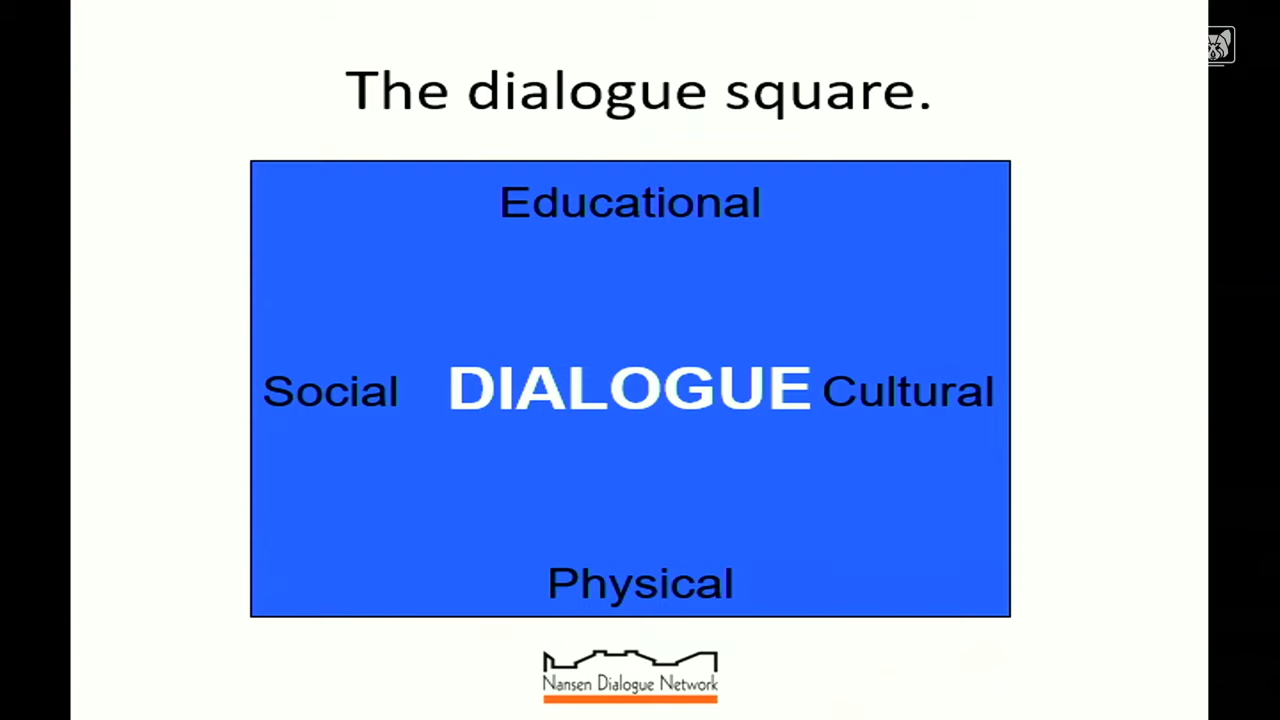 The dialogue square.
Educational
Social DIALOGUE Cultural
Physical
Nansen Dialogue Network